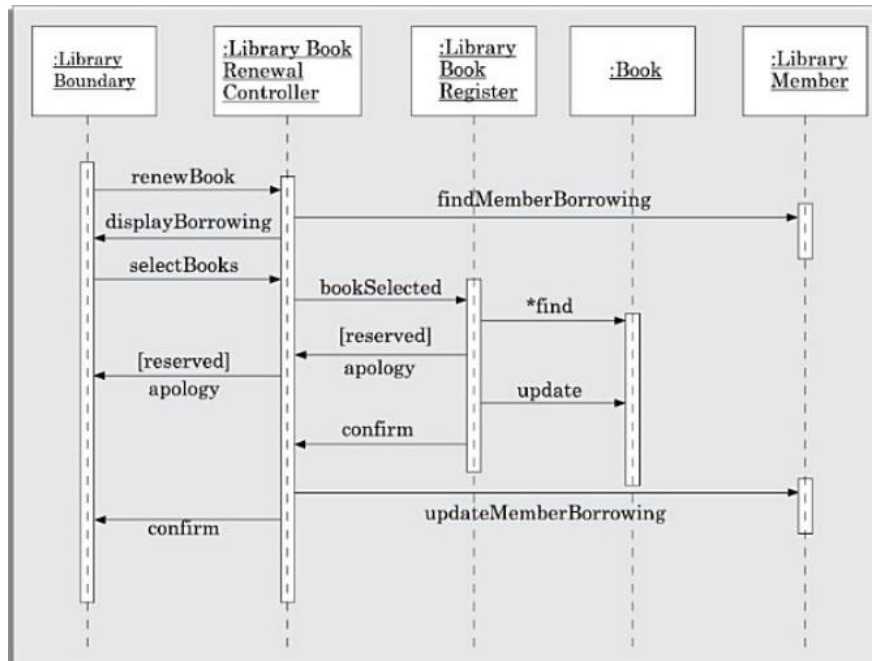 :Library
Boundary
:Library Book
Renewal
Controller
:Library
Book
Register
:Book
:Library
Member
renewBook
findMemberBorrowing
displayBorrowing
selectBooks
bookSelected
*find
[reserved]
apology
[reserved]
apology
update
confirm
updateMemberBorrowing
confirm